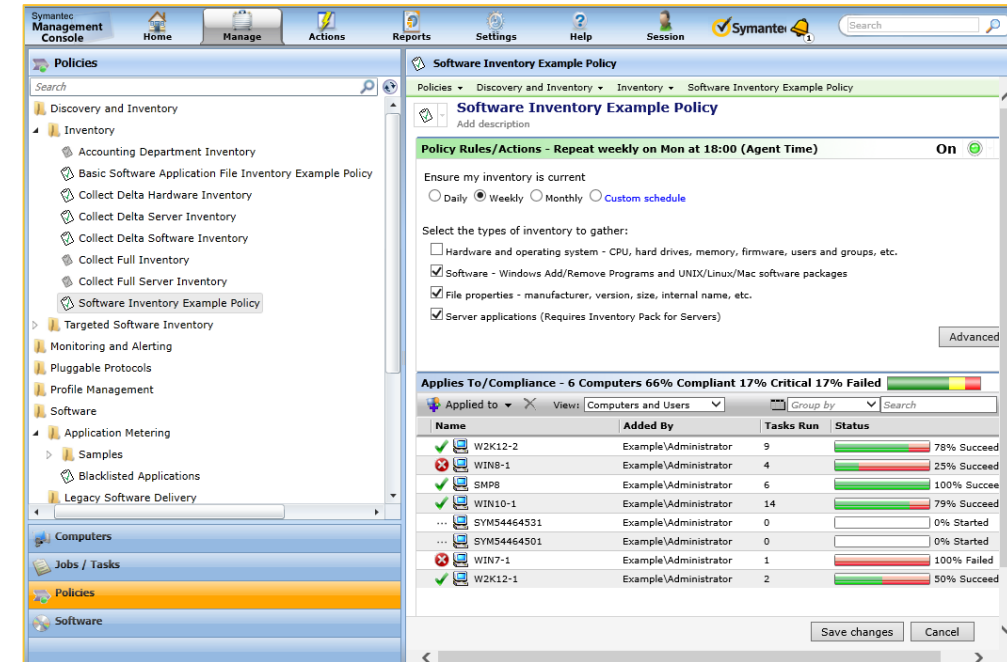 Symantec
Management
Console
Home
Manage
Actions
Reports
Settings
Help
Session
Symantec
1
Search
Policies
Search
Discovery and Inventory
Inventory
Accounting Department Inventory
Basic Software Application File Inventory Example Policy
Collect Delta Hardware Inventory
Collect Delta Server Inventory
Collect Delta Software Inventory
Collect Full Inventory
Collect Full Server Inventory
Software Inventory Example Policy
Targeted Software Inventory
Monitoring and Alerting
Pluggable Protocols
Profile Management
Software
Application Metering
Samples
Blacklisted Applications
Legacy Software Delivery
Computers
Jobs / Tasks
Policies
Software
Software Inventory Example Policy
Policies Discovery and Inventory Inventory Software Inventory Example Policy
Software Inventory Example Policy
Add description
Policy Rules/Actions - Repeat weekly on Mon at 18:00 (Agent Time) On
Ensure my inventory is current
Daily Weekly Monthly Custom schedule
Select the types of inventory to gather:
Hardware and operating system - CPU, hard drives, memory, firmware, users and groups, etc.
Software - Windows Add/Remove Programs and UNIX/Linux/Mac software packages
File properties - manufacturer, version, size, internal name, etc.
Server applications (Requires Inventory Pack for Servers)
Advanced
Applies To/Compliance - 6 Computers 66% Compliant 17% Critical 17% Failed
Applied to View: Computers and Users Group by Search
Name Added By Tasks Run Status
W2K12-2 Example\Administrator 9 78% Succeed
WIN8-1 Example\Administrator 4 25% Succeed
SMP8 Example\Administrator 6 100% Succee
WIN10-1 Example\Administrator 14 79% Succeed
SYM54464531 Example\Administrator 0 0% Started
SYM54464501 Example\Administrator 0 0% Started
WIN7-1 Example\Administrator 1 100% Failed
W2K12-1 Example\Administrator 2 50% Succeed
Save changes Cancel